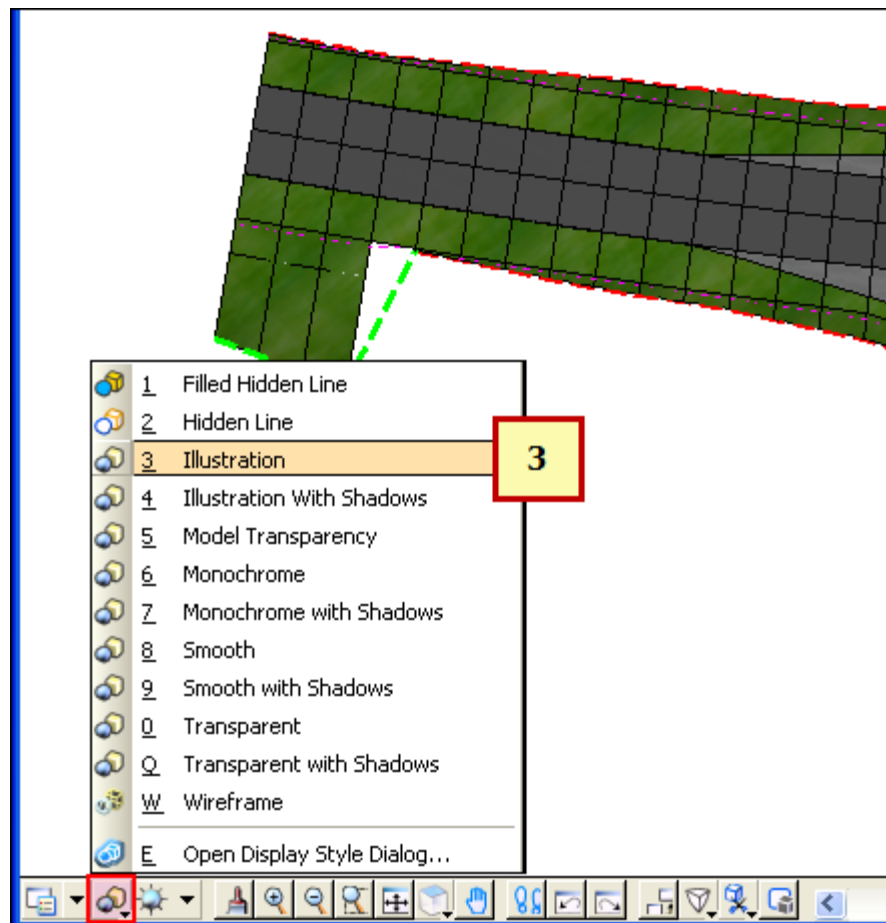 1 Filled Hidden Line
2 Hidden Line
3 Illustration
3
4 Illustration With Shadows
5 Model Transparency
6 Monochrome
7 Monochrome with Shadows
8 Smooth
9 Smooth with Shadows
0 Transparent
Q Transparent with Shadows
W Wireframe
E Open Display Style Dialog...